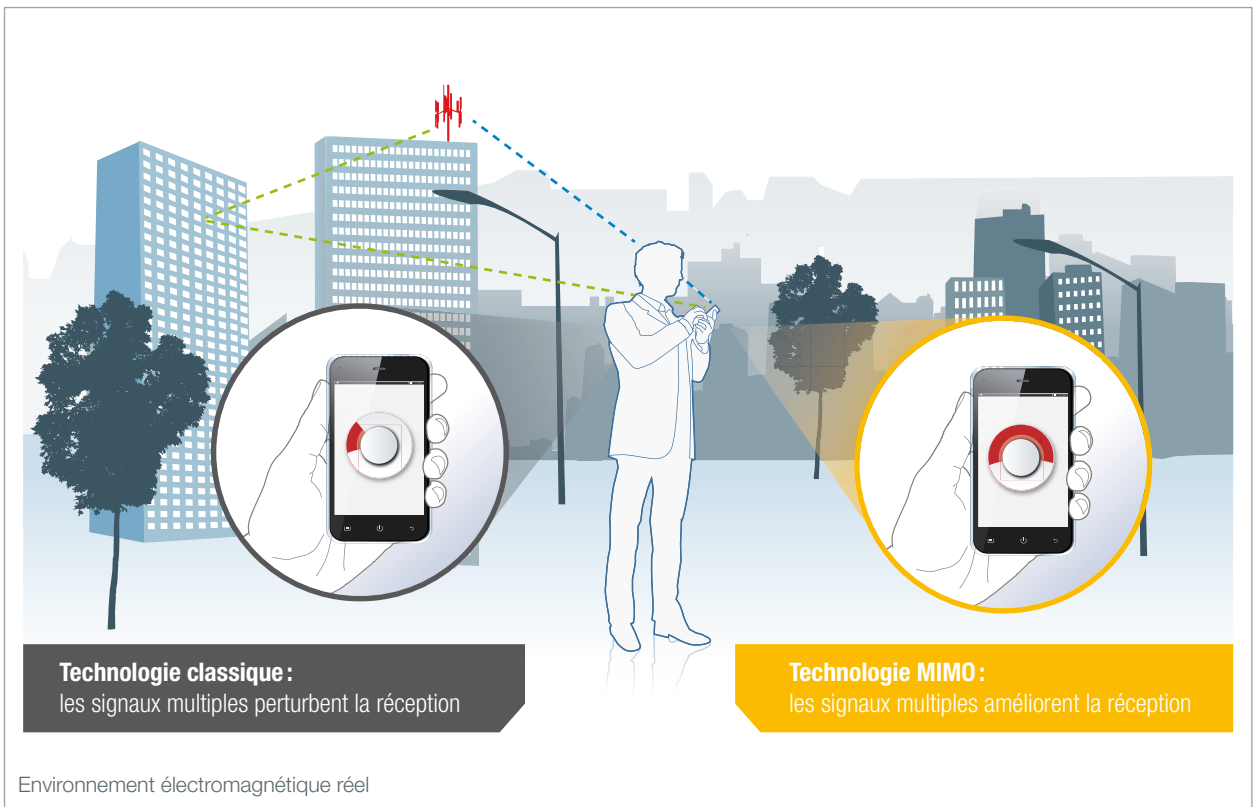 Technologie classique :
les signaux multiples perturbent la réception
Technologie MIMO :
les signaux multiples améliorent la réception
Environnement électromagnétique réel